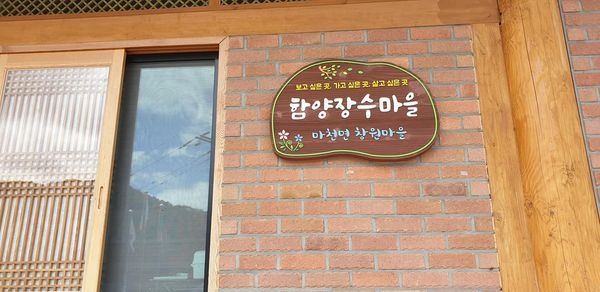 보고 싶은 곳, 가고 싶은 곳, 살고 싶은 곳
함양장수마을
마천면 창원마을